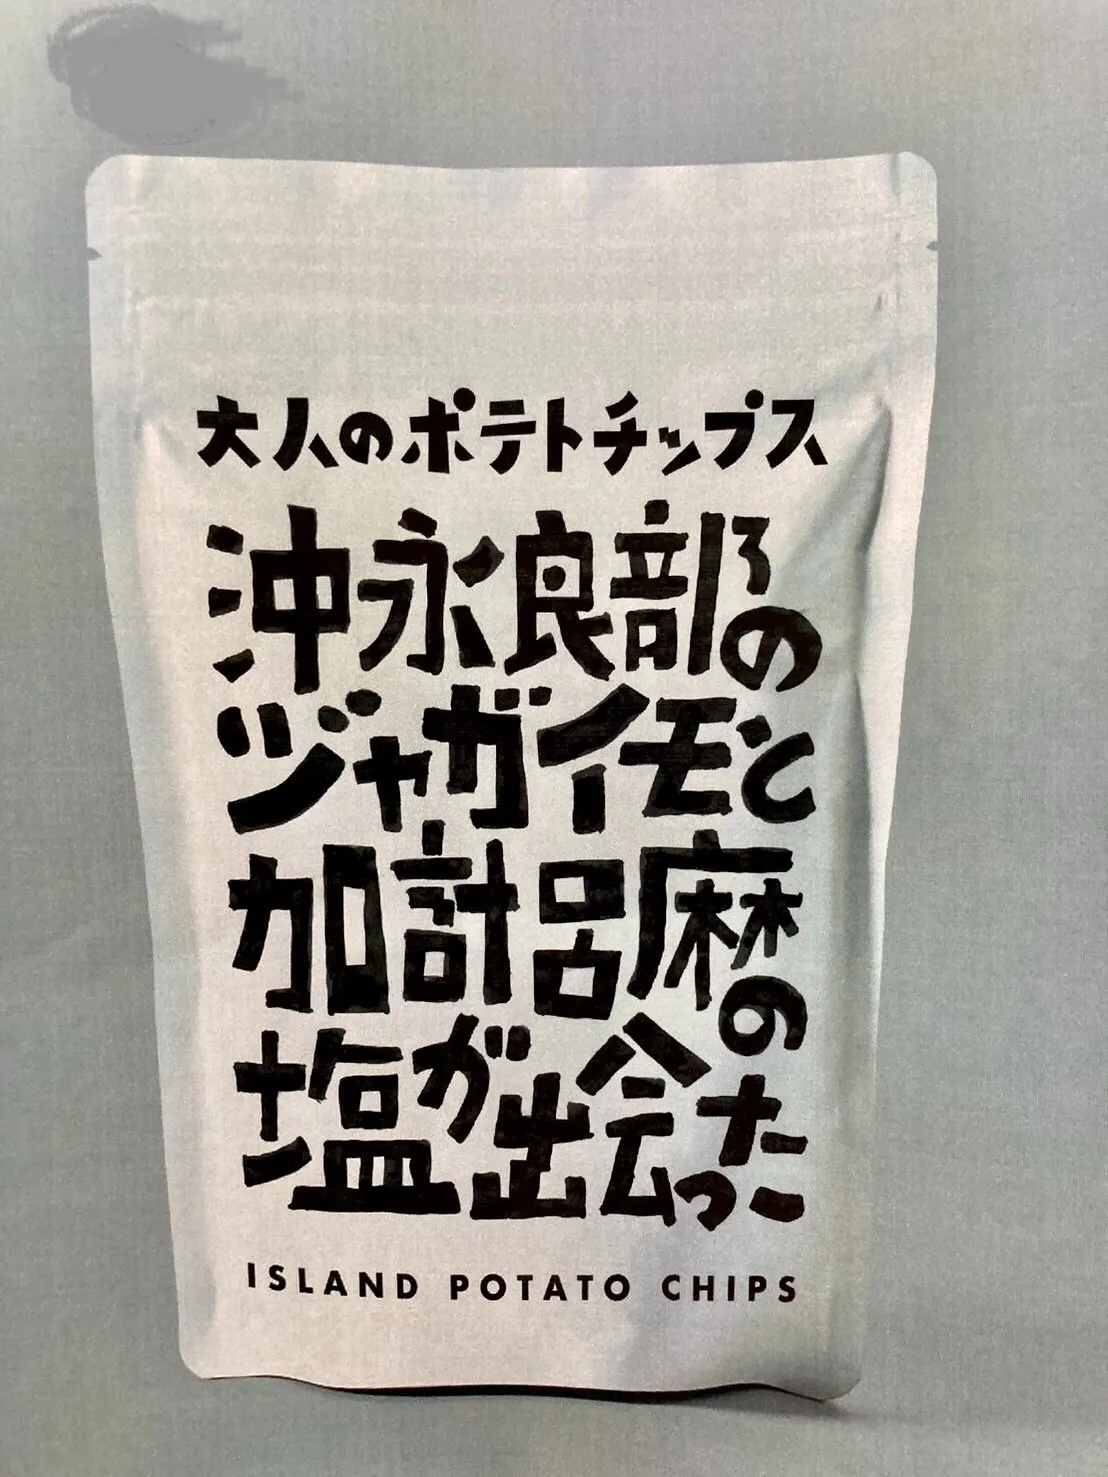 大人のポテトチップス
沖永良部の
ジャガイモと
加計呂麻の
塩が出会った
ISLAND POTATO CHIPS